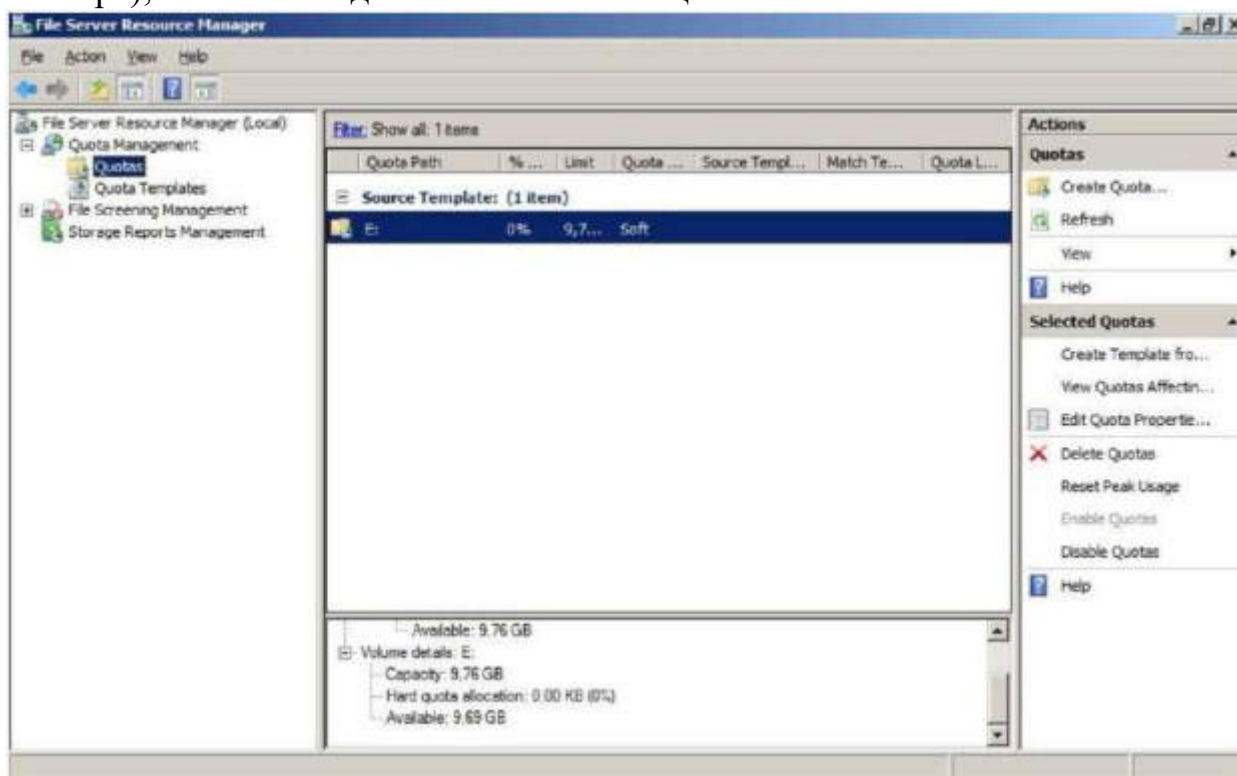 File Server Resource Manager
File Action View Help
File Server Resource Manager (Local)
Quota Management
Quotas
Quota Templates
File Screening Management
Storage Reports Management
Filter: Show all: 1 items
Quota Path % ... Limit Quota ... Source Templ... Match Te... Quota L...
Source Template: (1 item)
E: 0% 9,7... Soft
Available: 9.76 GB
Volume details: E:
Capacity: 9,76 GB
Hard quota allocation: 0.00 KB (0%)
Available: 9,69 GB
Actions
Quotas
Create Quota...
Refresh
View
Help
Selected Quotas
Create Template fro...
View Quotas Affectin...
Edit Quota Propertie...
Delete Quotas
Reset Peak Usage
Enable Quotas
Disable Quotas
Help